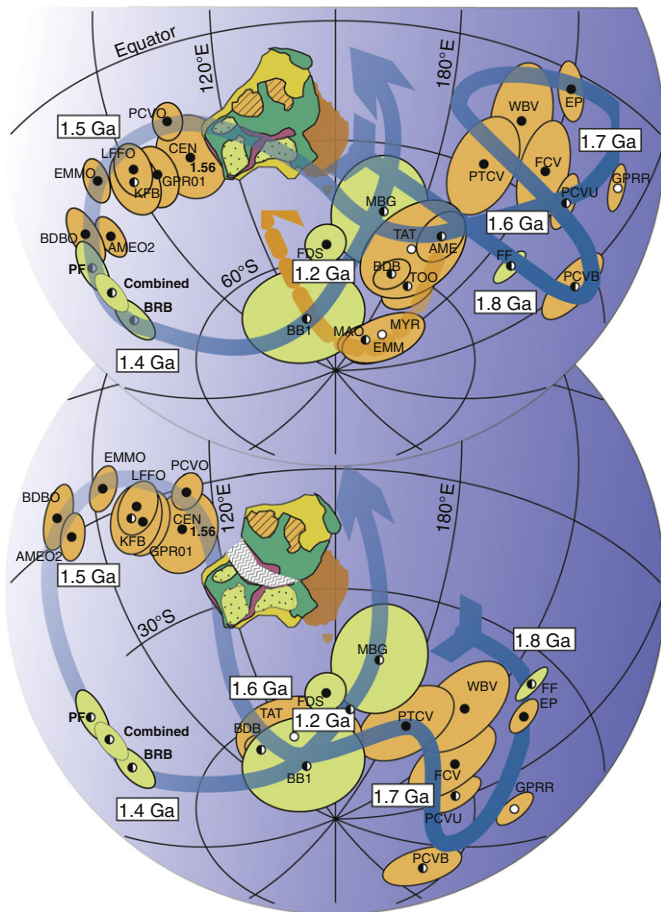 Equator
120°E
180°E
PCVO
EP
WBV
1.5 Ga
1.7 Ga
LFFO
CEN
1.56
EMMO
KFB
GPR01
PTCV
FCV
GPRR
PCVU
MBG
1.6 Ga
BDBO
AMEO2
TAT
AME
FDS
60°S
1.2 Ga
BDB
TOO
FF
PF
Combined
BRB
1.8 Ga
PCVB
BB1
MAO
MYR
EMM
1.4 Ga
EMMO
LFFO
PCVO
BDBO
CEN
1.56
120°E
180°E
KFB
GPR01
AMEO2
1.5 Ga
30°S
MBG
1.8 Ga
1.6 Ga
FDS
WBV
FF
EP
TAT
1.2 Ga
PTCV
PF
Combined
BRB
BDB
BB1
FCV
GPRR
1.4 Ga
1.7 Ga
PCVU
PCVB